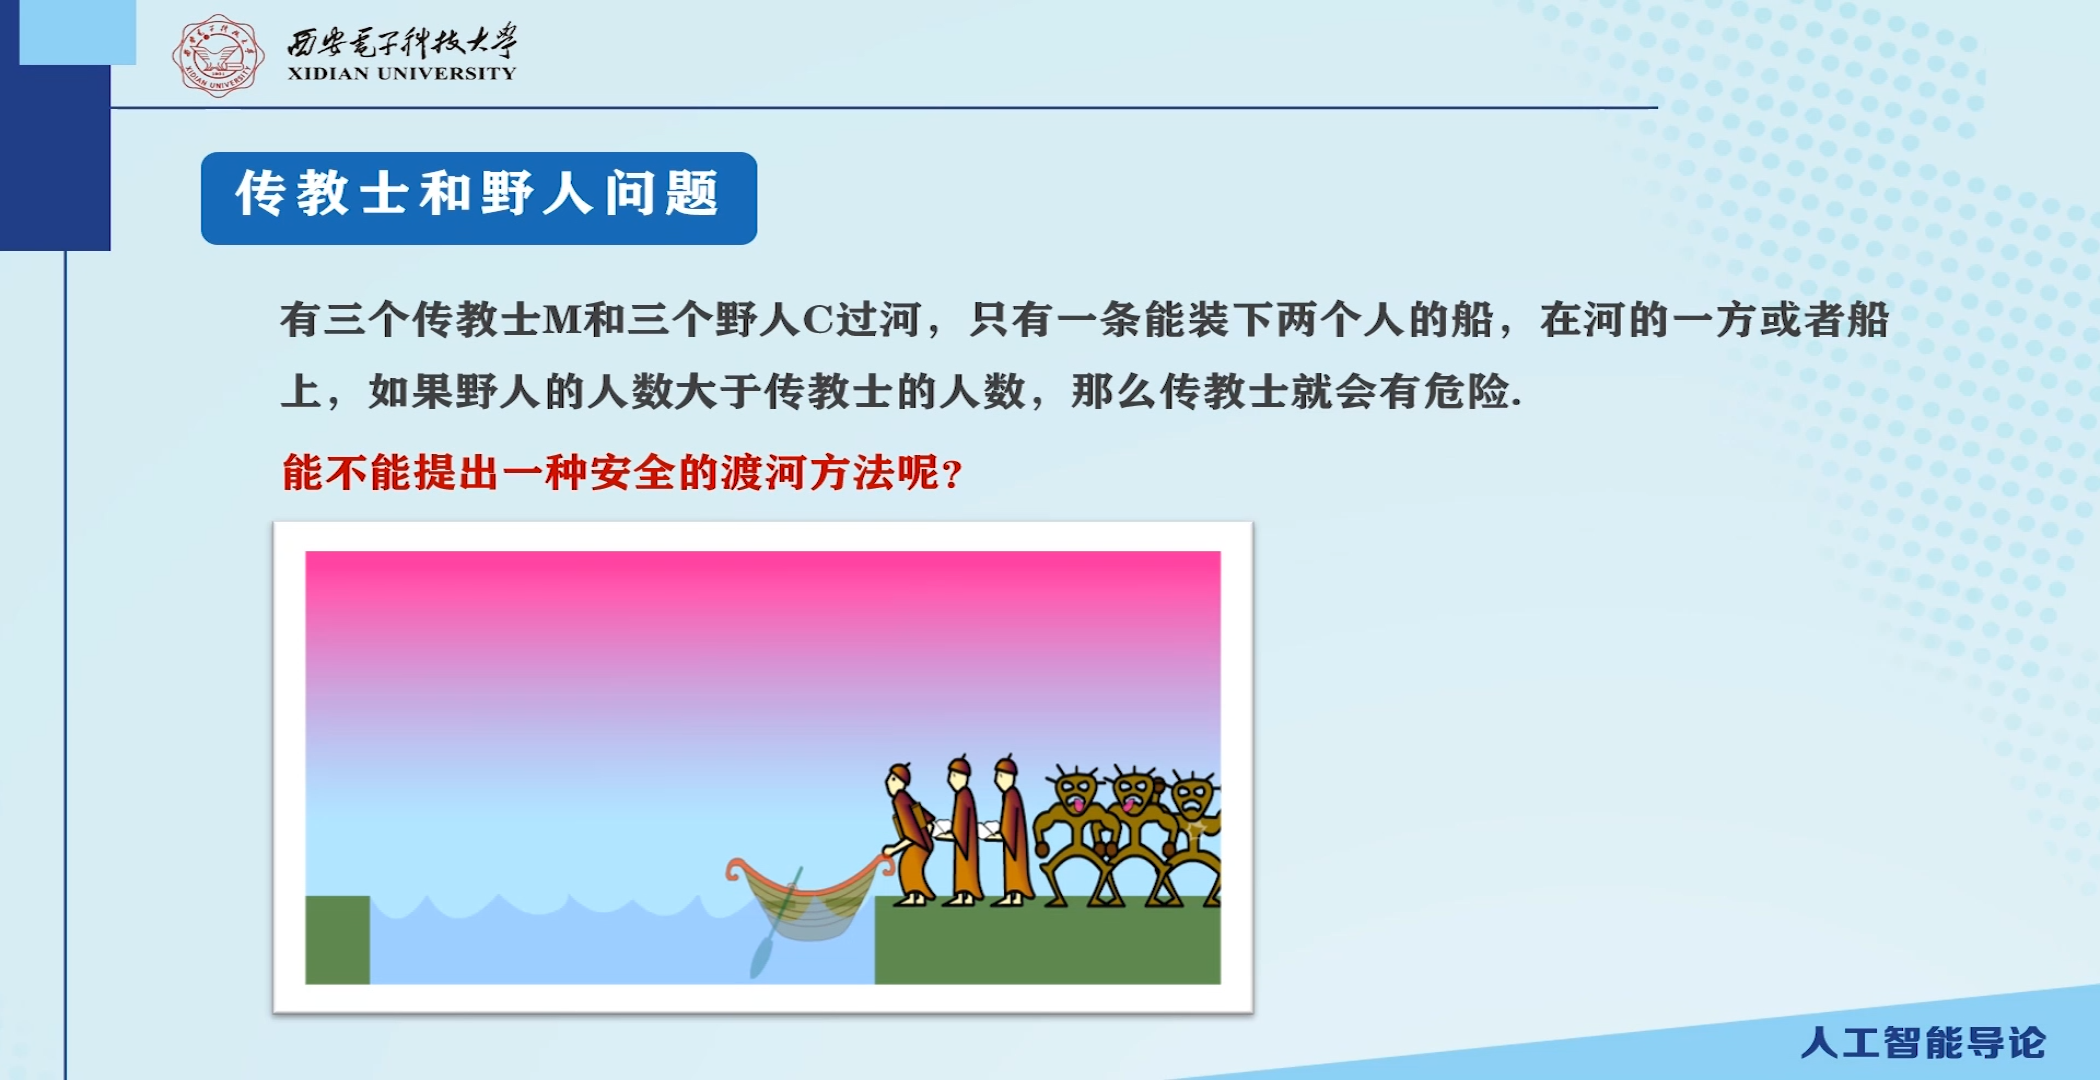 西安电子科技大学
XIDIAN UNIVERSITY
传教士和野人问题
有三个传教士M和三个野人C过河，只有一条能装下两个人的船，在河的一方或者船
上，如果野人的人数大于传教士的人数，那么传教士就会有危险.
能不能提出一种安全的渡河方法呢?
人工智能导论